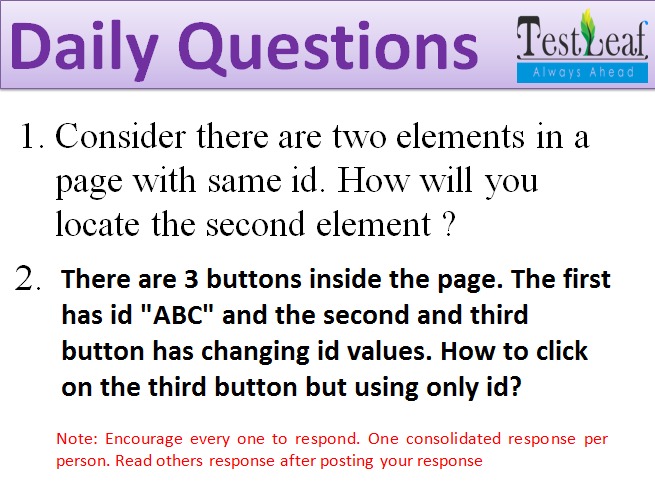 Daily Questions
TestLeaf
Always Ahead
1. Consider there are two elements in a
page with same id. How will you
locate the second element ?
2. There are 3 buttons inside the page. The first
has id "ABC" and the second and third
button has changing id values. How to click
on the third button but using only id?
Note: Encourage every one to respond. One consolidated response per
person. Read others response after posting your response